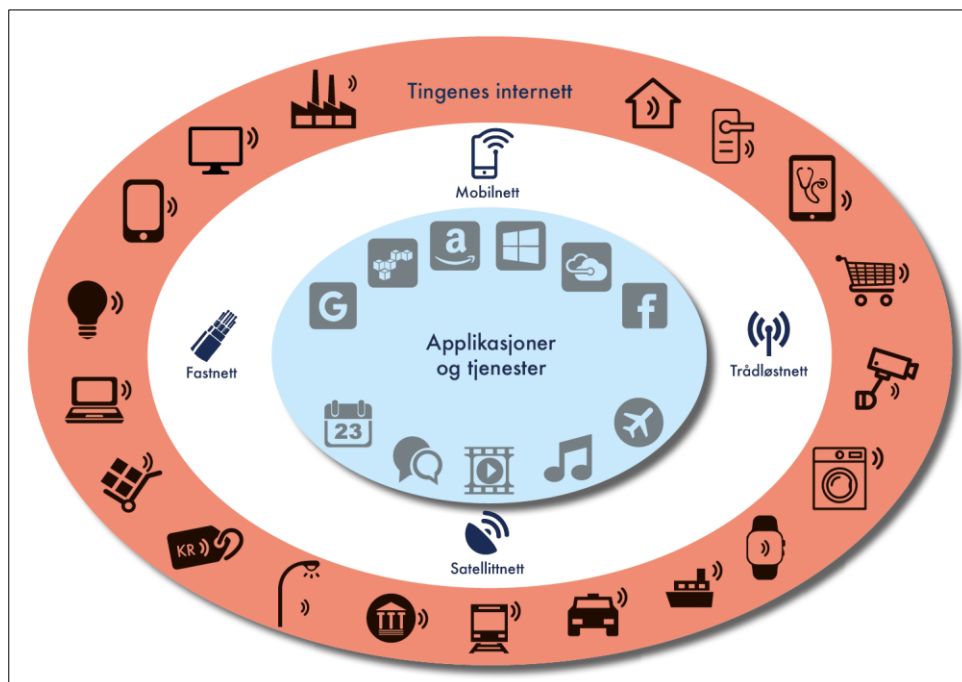 Tingenes internett
Mobilnett
G
a
f
Applikasjoner
og tjenester
Fastnett
Trådløstnett
23
KR
Satellittnett